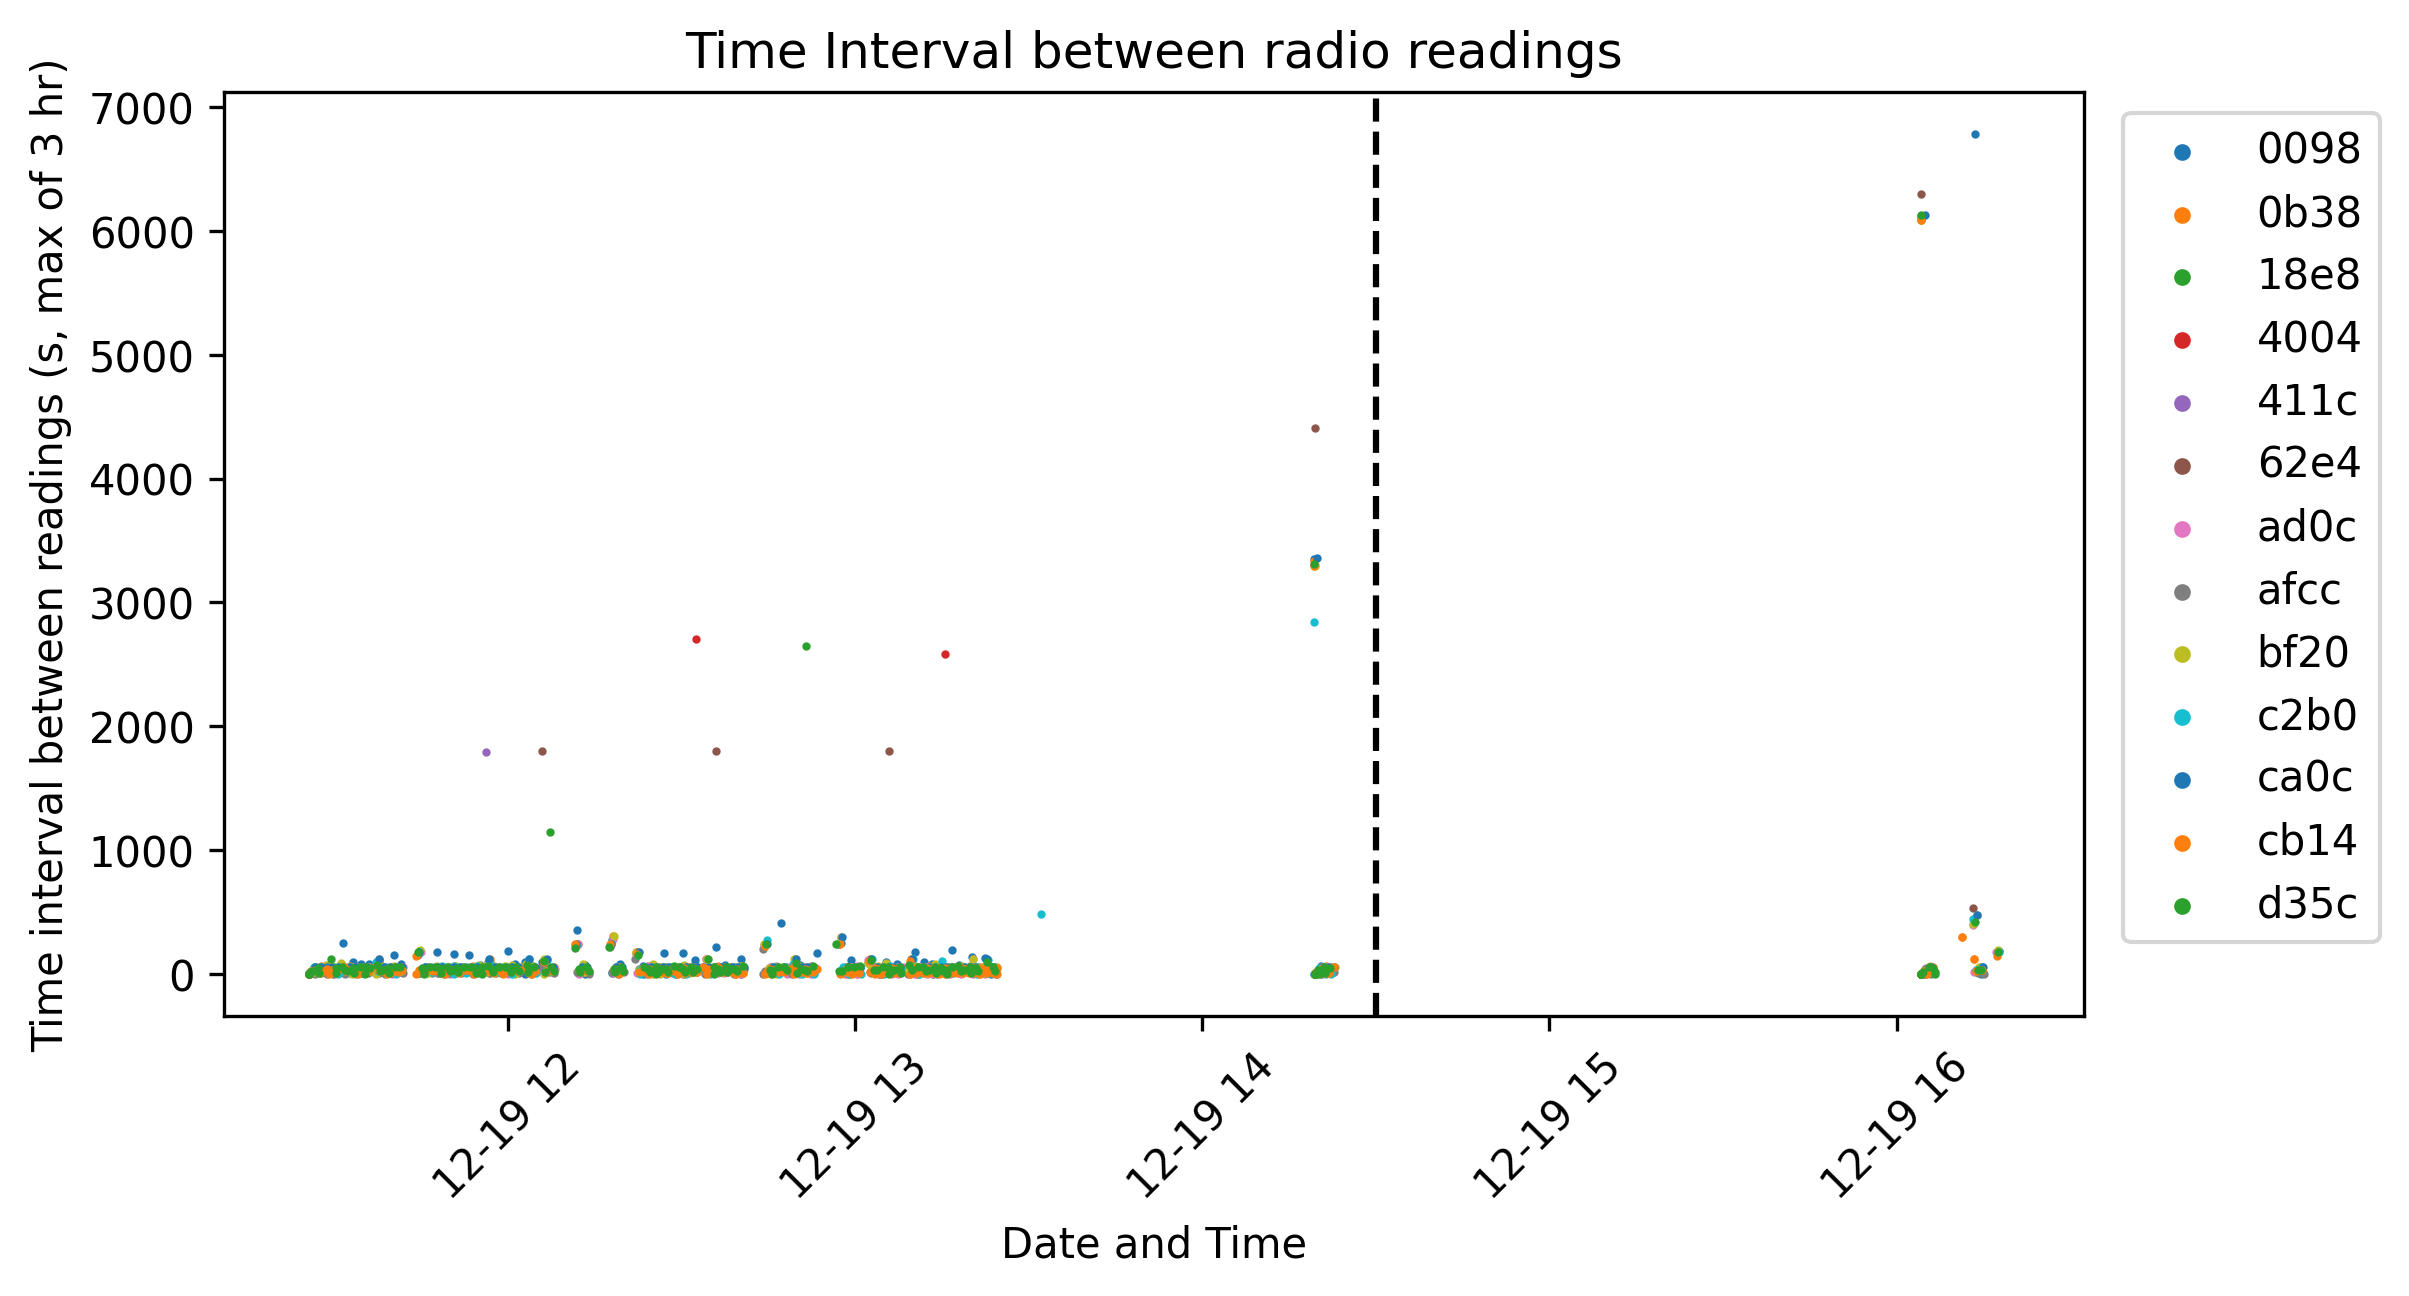 Time Interval between radio readings
Time interval between readings (s, max of 3 hr)
7000
6000
5000
4000
3000
2000
1000
0
12-19 12
12-19 13
12-19 14
12-19 15
12-19 16
Date and Time
0098
0b38
18e8
4004
411c
62e4
ad0c
afcc
bf20
c2b0
ca0c
cb14
d35c